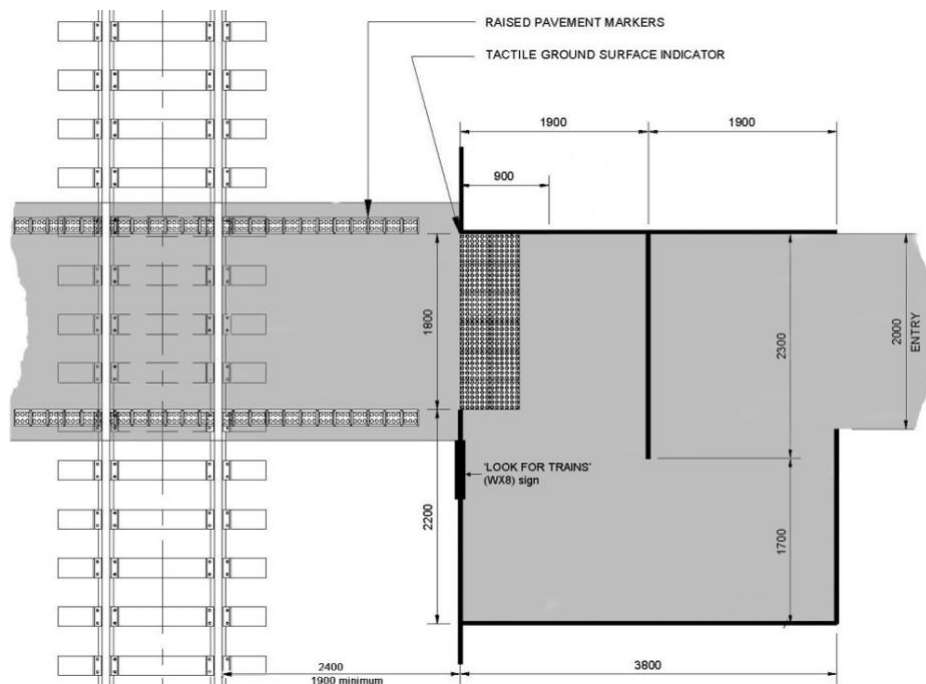 RAISED PAVEMENT MARKERS
TACTILE GROUND SURFACE INDICATOR
1900
1900
900
1800
2300
2000
ENTRY
'LOOK FOR TRAINS'
(WX8) sign
2200
1700
2400
1900 minimum
3800